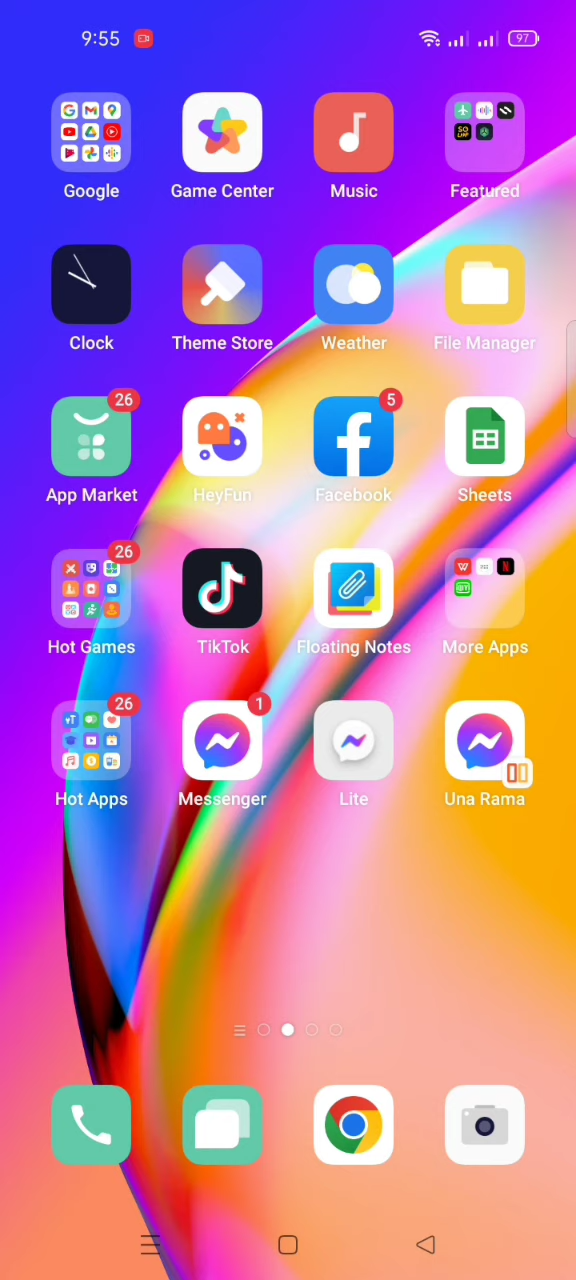 9:55
97
Google
Game Center
Music
Featured
Clock
Theme Store
Weather
File Manager
26
5
App Market
HeyFun
Facebook
Sheets
26
Hot Games
TikTok
Floating Notes
More Apps
26
1
Hot Apps
Messenger
Lite
Una Rama